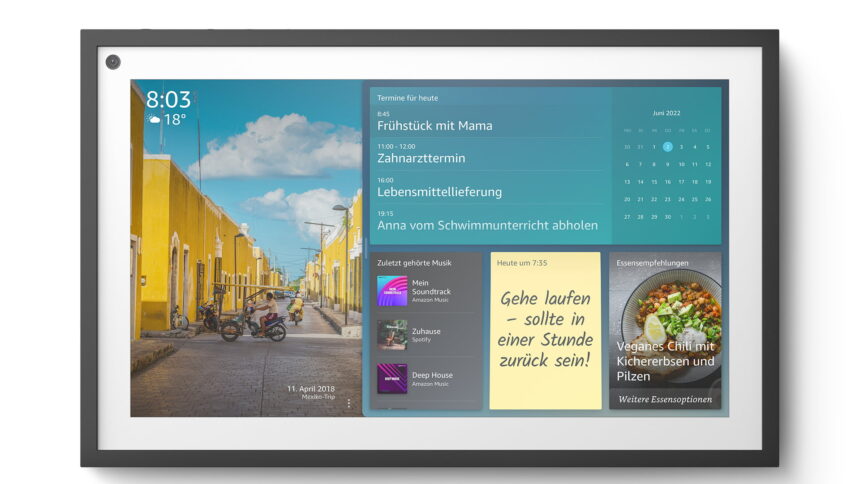 8:03
18°
11. April 2018
Mexiko-Trip
Termine für heute
8:45
Frühstück mit Mama
11:00 - 12:00
Zahnarzttermin
16:00
Lebensmittellieferung
19:15
Anna vom Schwimmunterricht abholen
Juni 2022
MO DI MI DO FR SA SO
30 31 1 2 3 4 5
6 7 8 9 10 11 12
13 14 15 16 17 18 19
20 21 22 23 24 25 26
27 28 29 30 1 2 3
Zuletzt gehörte Musik
Mein
Soundtrack
Amazon Music
Zuhause
Spotify
Deep House
Amazon Music
Heute um 7:35
Gehe laufen
– sollte in
einer Stunde
zurück sein!
Essensempfehlungen
Veganes Chili mit
Kichererbsen und
Pilzen
Weitere Essensoptionen